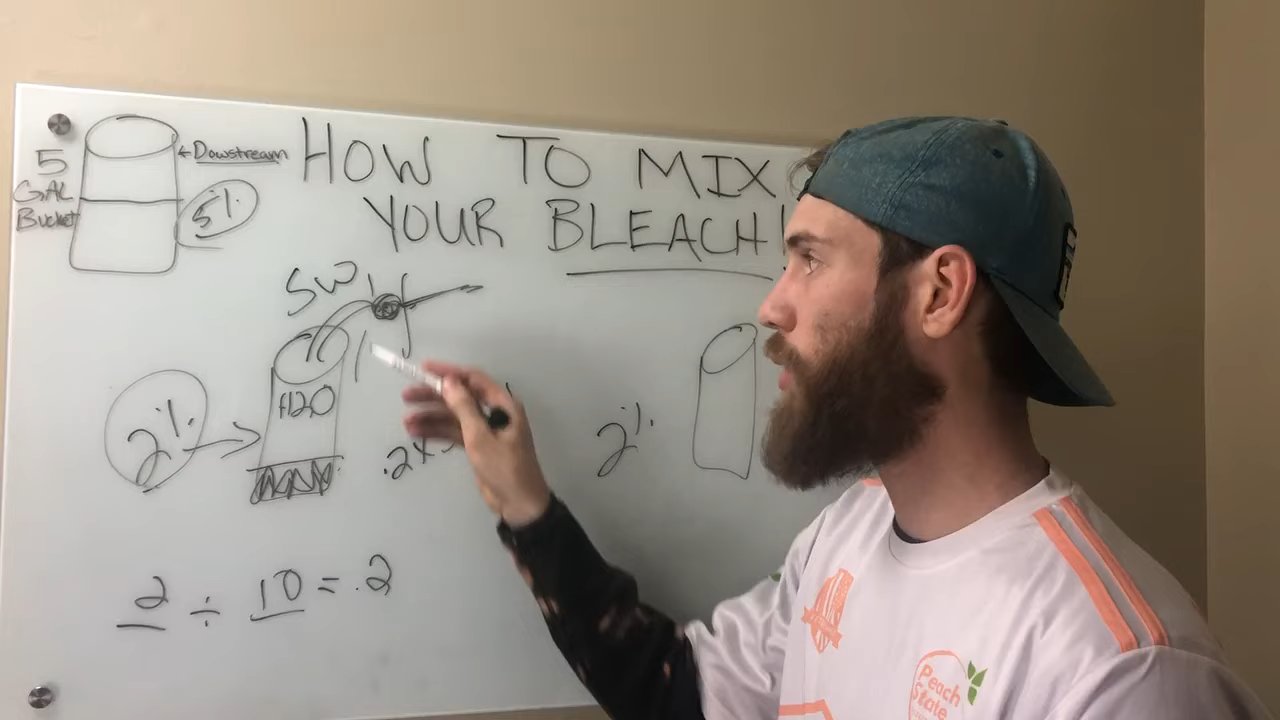 HOW TO MIX
YOUR BLEACH!
5
GAL
Bucket
←Dowstream
5%
SW
H2O
2%
.2x5
2%
2 ÷ 10 = .2
Peach
State